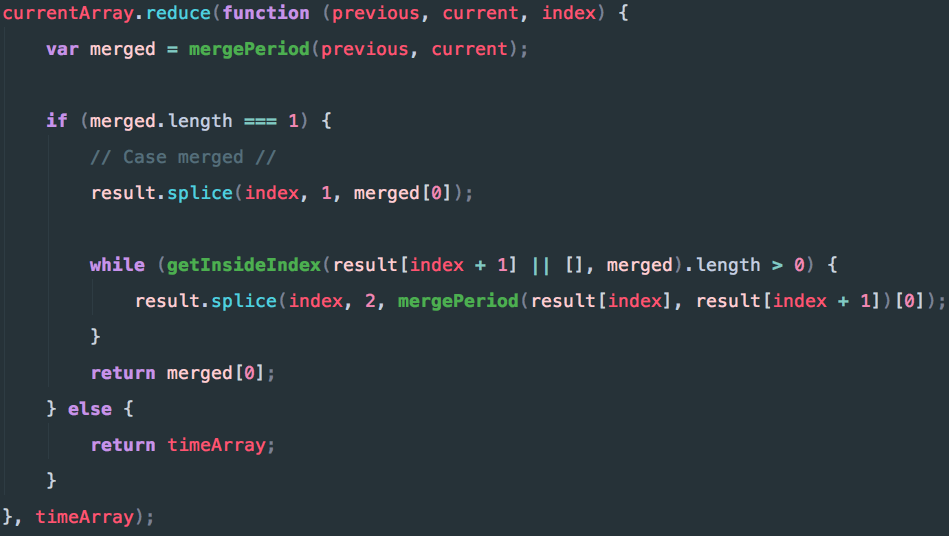 currentArray.reduce(function (previous, current, index) {
    var merged = mergePeriod(previous, current);

    if (merged.length === 1) {
        // Case merged //
        result.splice(index, 1, merged[0]);

        while (getInsideIndex(result[index + 1] || [], merged).length > 0) {
            result.splice(index, 2, mergePeriod(result[index], result[index + 1])[0]);
        }
        return merged[0];
    } else {
        return timeArray;
    }
}, timeArray);